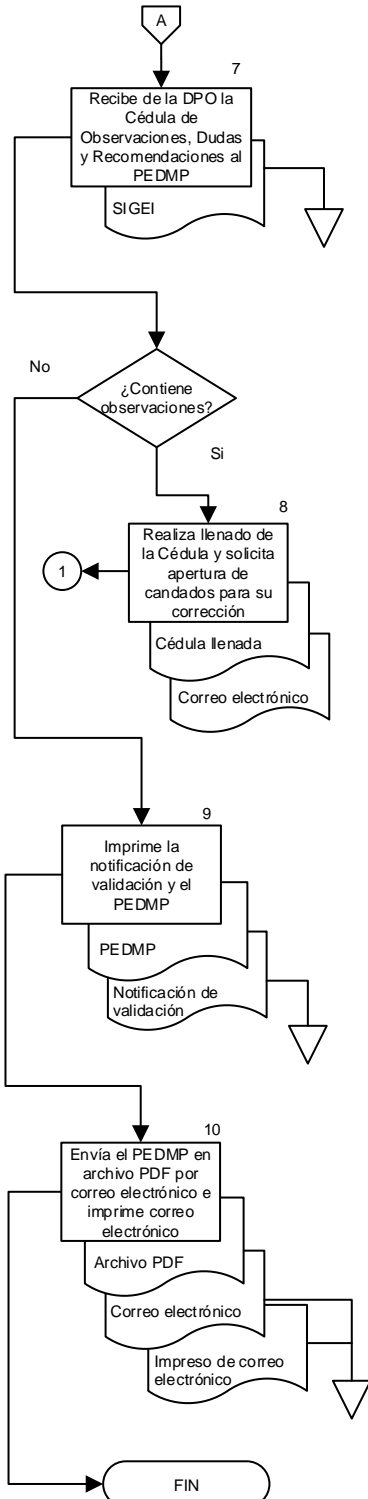 A
7
Recibe de la DPO la
Cédula de
Observaciones, Dudas
y Recomendaciones al
PEDMP
SIGEI
No
¿Contiene
observaciones?
Si
8
Realiza llenado de
la Cédula y solicita
apertura de
candados para su
corrección
1
Cédula llenada
Correo electrónico
9
Imprime la
notificación de
validación y el
PEDMP
PEDMP
Notificación de
validación
10
Envía el PEDMP en
archivo PDF por
correo electrónico e
imprime correo
electrónico
Archivo PDF
Correo electrónico
Impreso de correo
electrónico
FIN